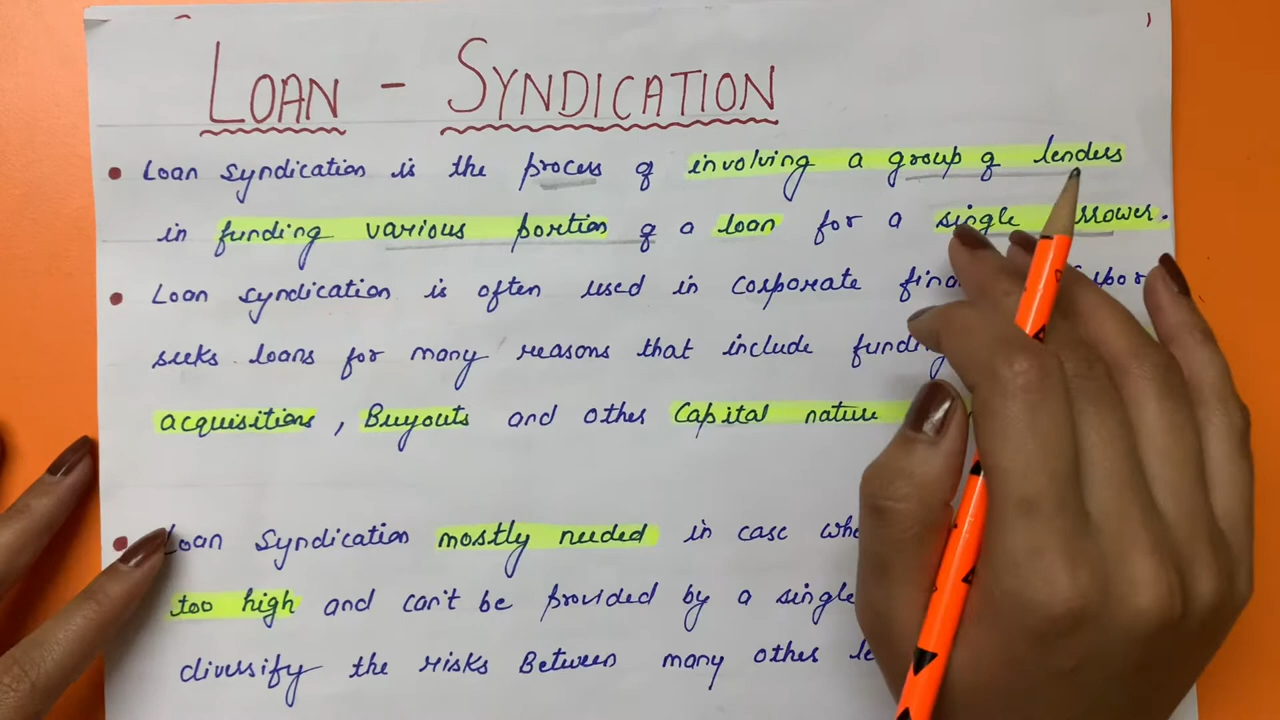 LOAN - SYNDICATION
Loan syndication is the process of involving a group of lenders
in funding various portion of a loan for a single
Loan syndication is often used in corporate
seeks loans for many reasons that include
acquisitions, Buyouts and other Capital nature
Loan Syndication mostly needed in case
too high and can't be provided by a single
diversify the risks Between many other